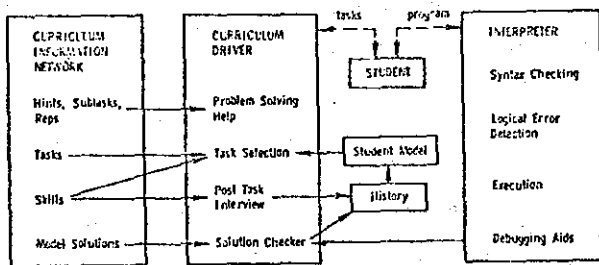 CURRICULUM
INFORMATION
NETWORK
Hints, Subtasks,
Reps
Tasks
Skills
Model Solutions
CURRICULUM
DRIVER
Problem Solving
Help
Task Selection
Post Task
Interview
Solution Checker
tasks
program
STUDENT
Student Model
History
INTERPRETER
Syntax Checking
Logical Error
Detection
Execution
Debugging Aids